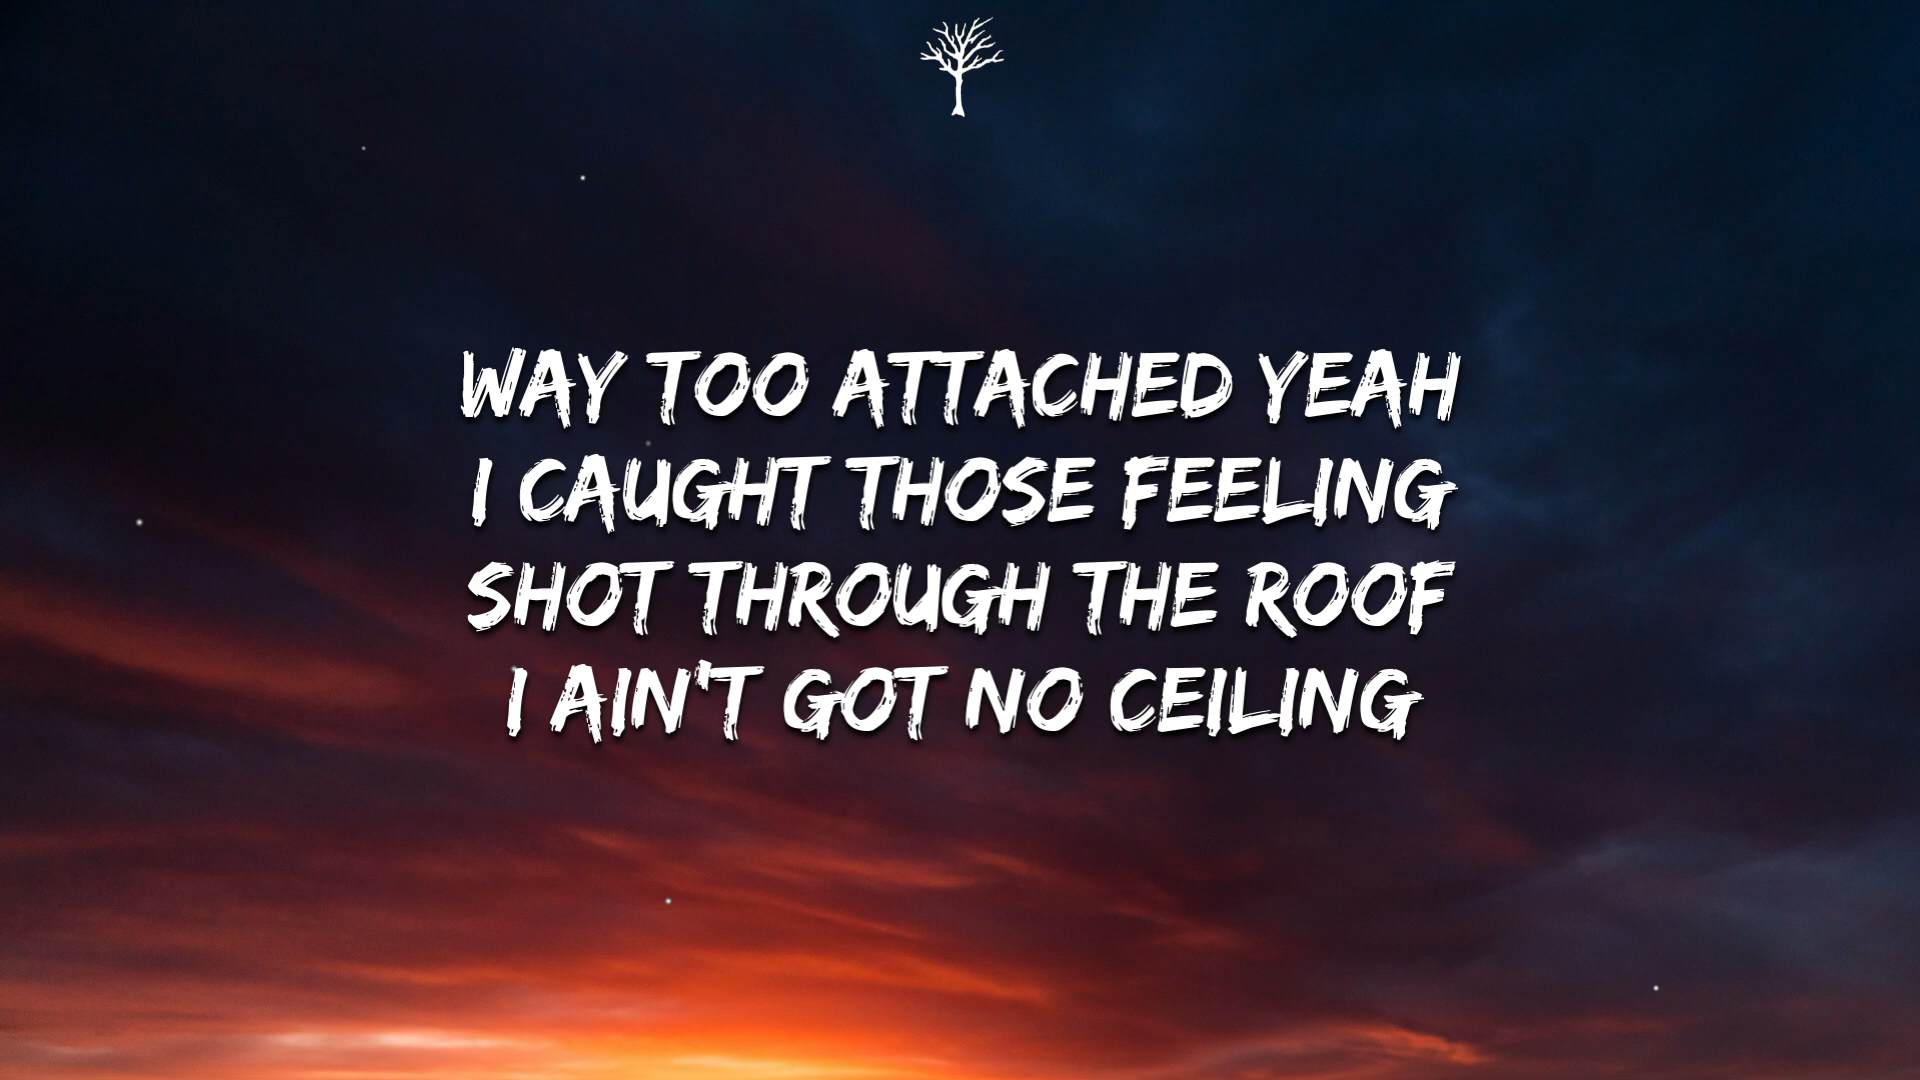 WAY TOO ATTACHED YEAH
I CAUGHT THOSE FEELING
SHOT THROUGH THE ROOF
I AIN'T GOT NO CEILING